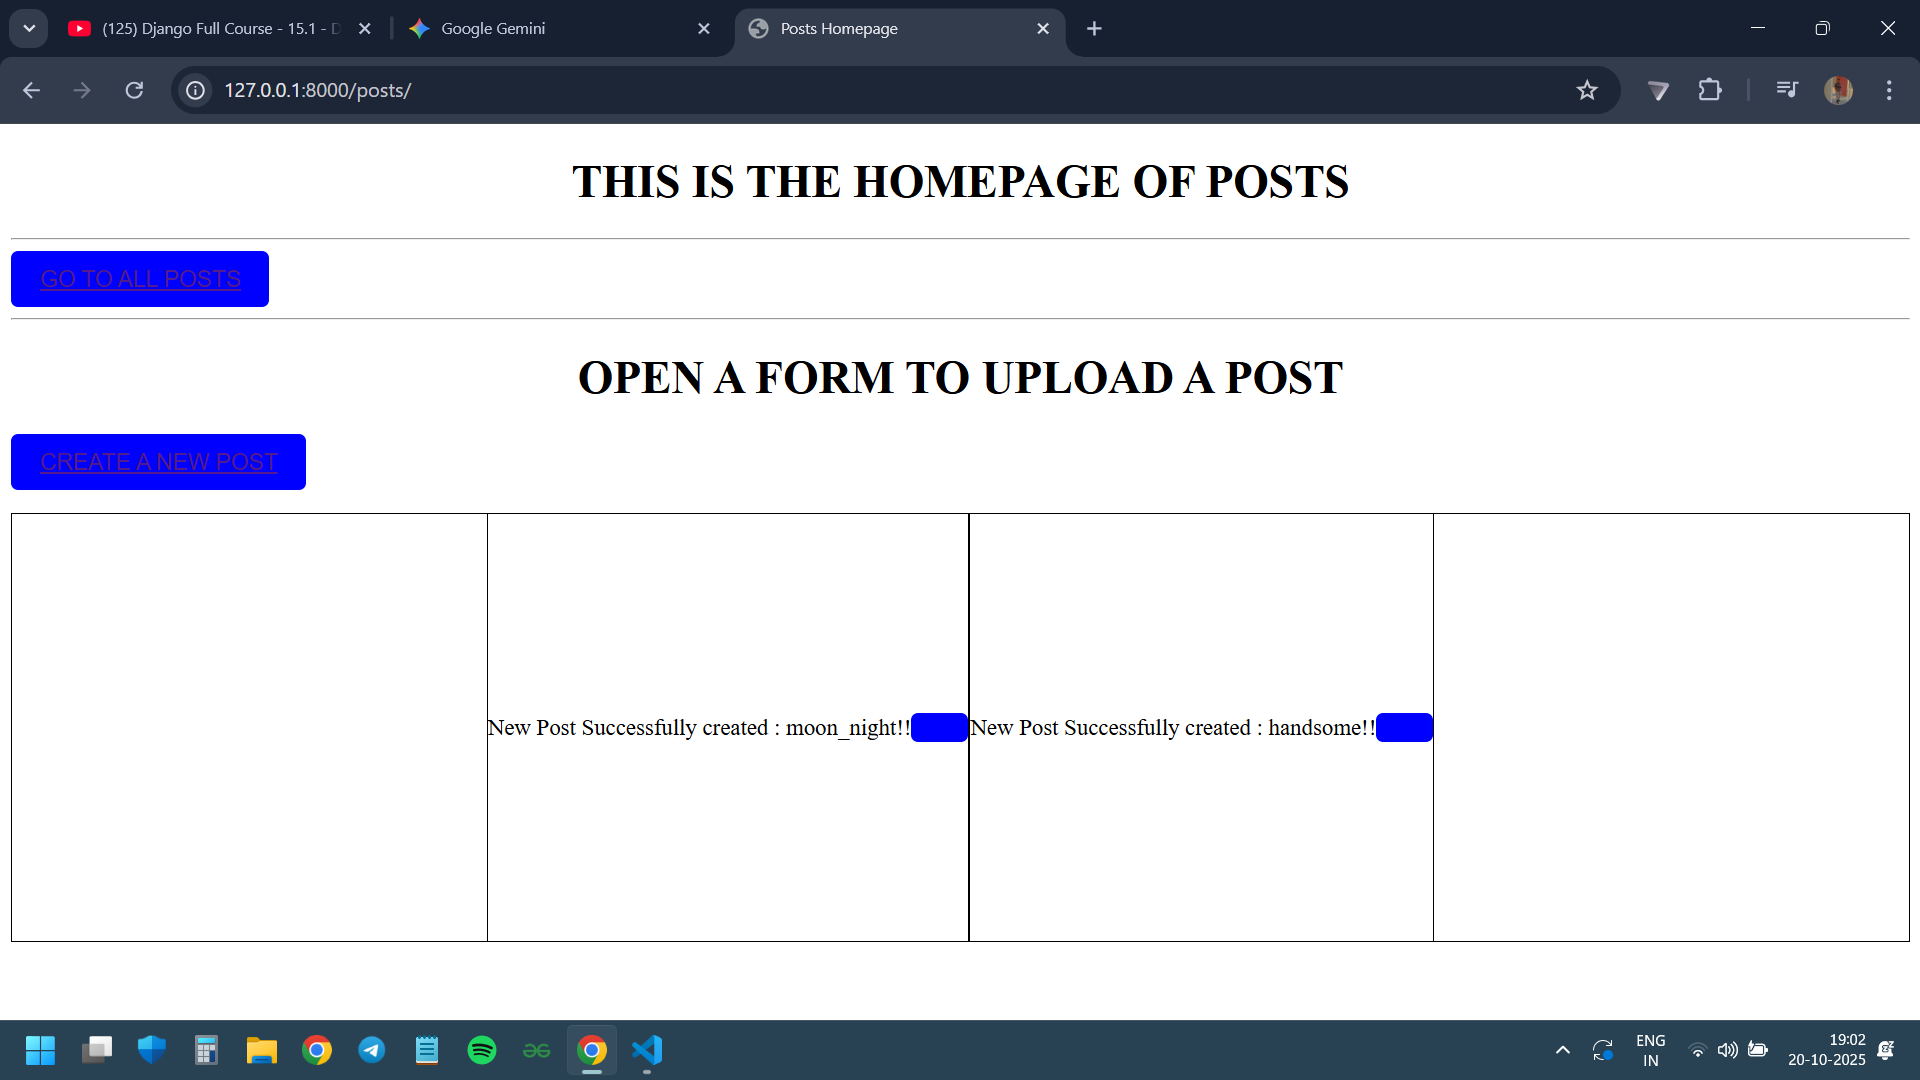 (125) Django Full Course - 15.1 - D
Google Gemini
Posts Homepage
127.0.0.1:8000/posts/
THIS IS THE HOMEPAGE OF POSTS
GO TO ALL POSTS
OPEN A FORM TO UPLOAD A POST
CREATE A NEW POST
New Post Successfully created : moon_night!!
New Post Successfully created : handsome!!
ENG
IN
19:02
20-10-2025